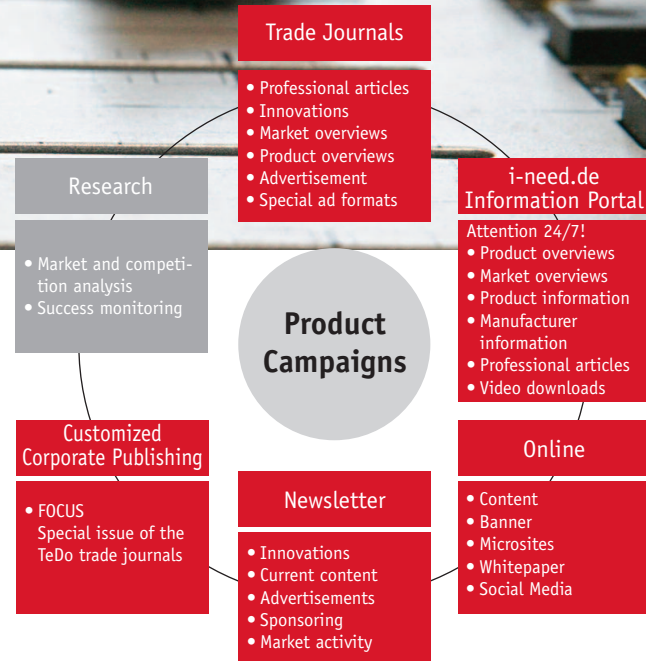 Trade Journals
• Professional articles
• Innovations
• Market overviews
• Product overviews
• Advertisement
• Special ad formats
i-need.de
Information Portal
Attention 24/7!
• Product overviews
• Market overviews
• Product information
• Manufacturer
information
• Professional articles
• Video downloads
Online
• Content
• Banner
• Microsites
• Whitepaper
• Social Media
Newsletter
• Innovations
• Current content
• Advertisements
• Sponsoring
• Market activity
Customized
Corporate Publishing
• FOCUS
Special issue of the
TeDo trade journals
Research
• Market and competi-
tion analysis
• Success monitoring
Product
Campaigns